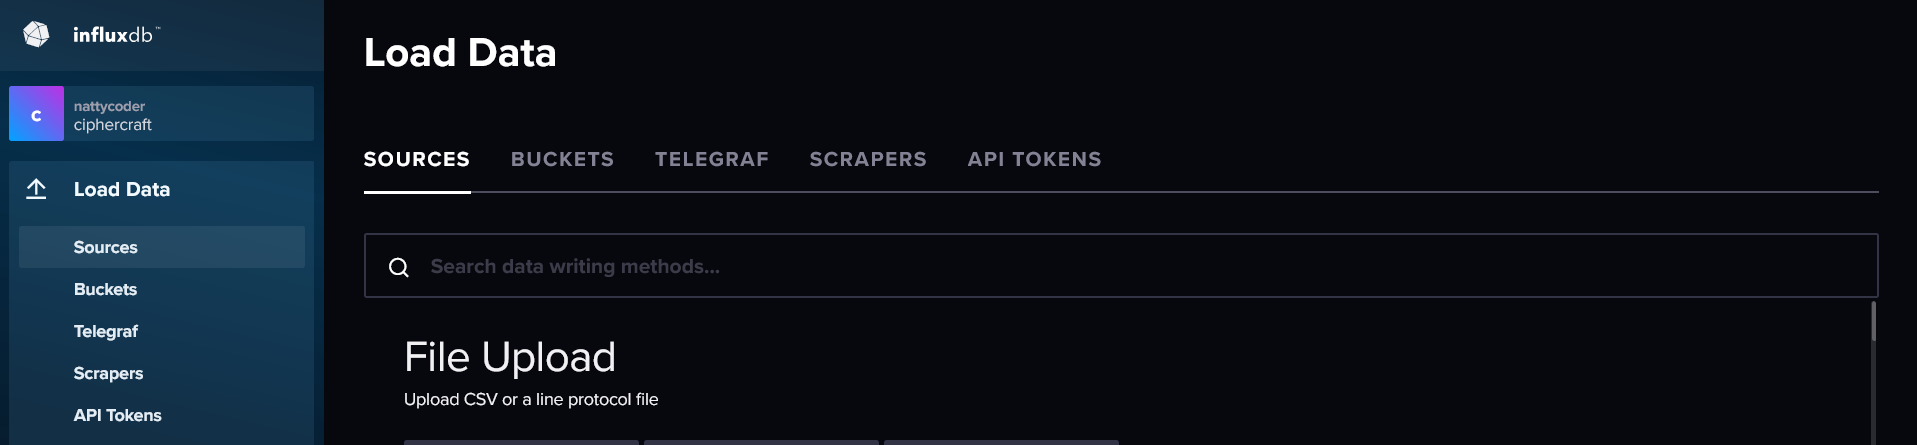 influxdb™
nattycoder
ciphercraft
Load Data
Sources
Buckets
Telegraf
Scrapers
API Tokens
Load Data
SOURCES BUCKETS TELEGRAF SCRAPERS API TOKENS
Search data writing methods...
File Upload
Upload CSV or a line protocol file
c